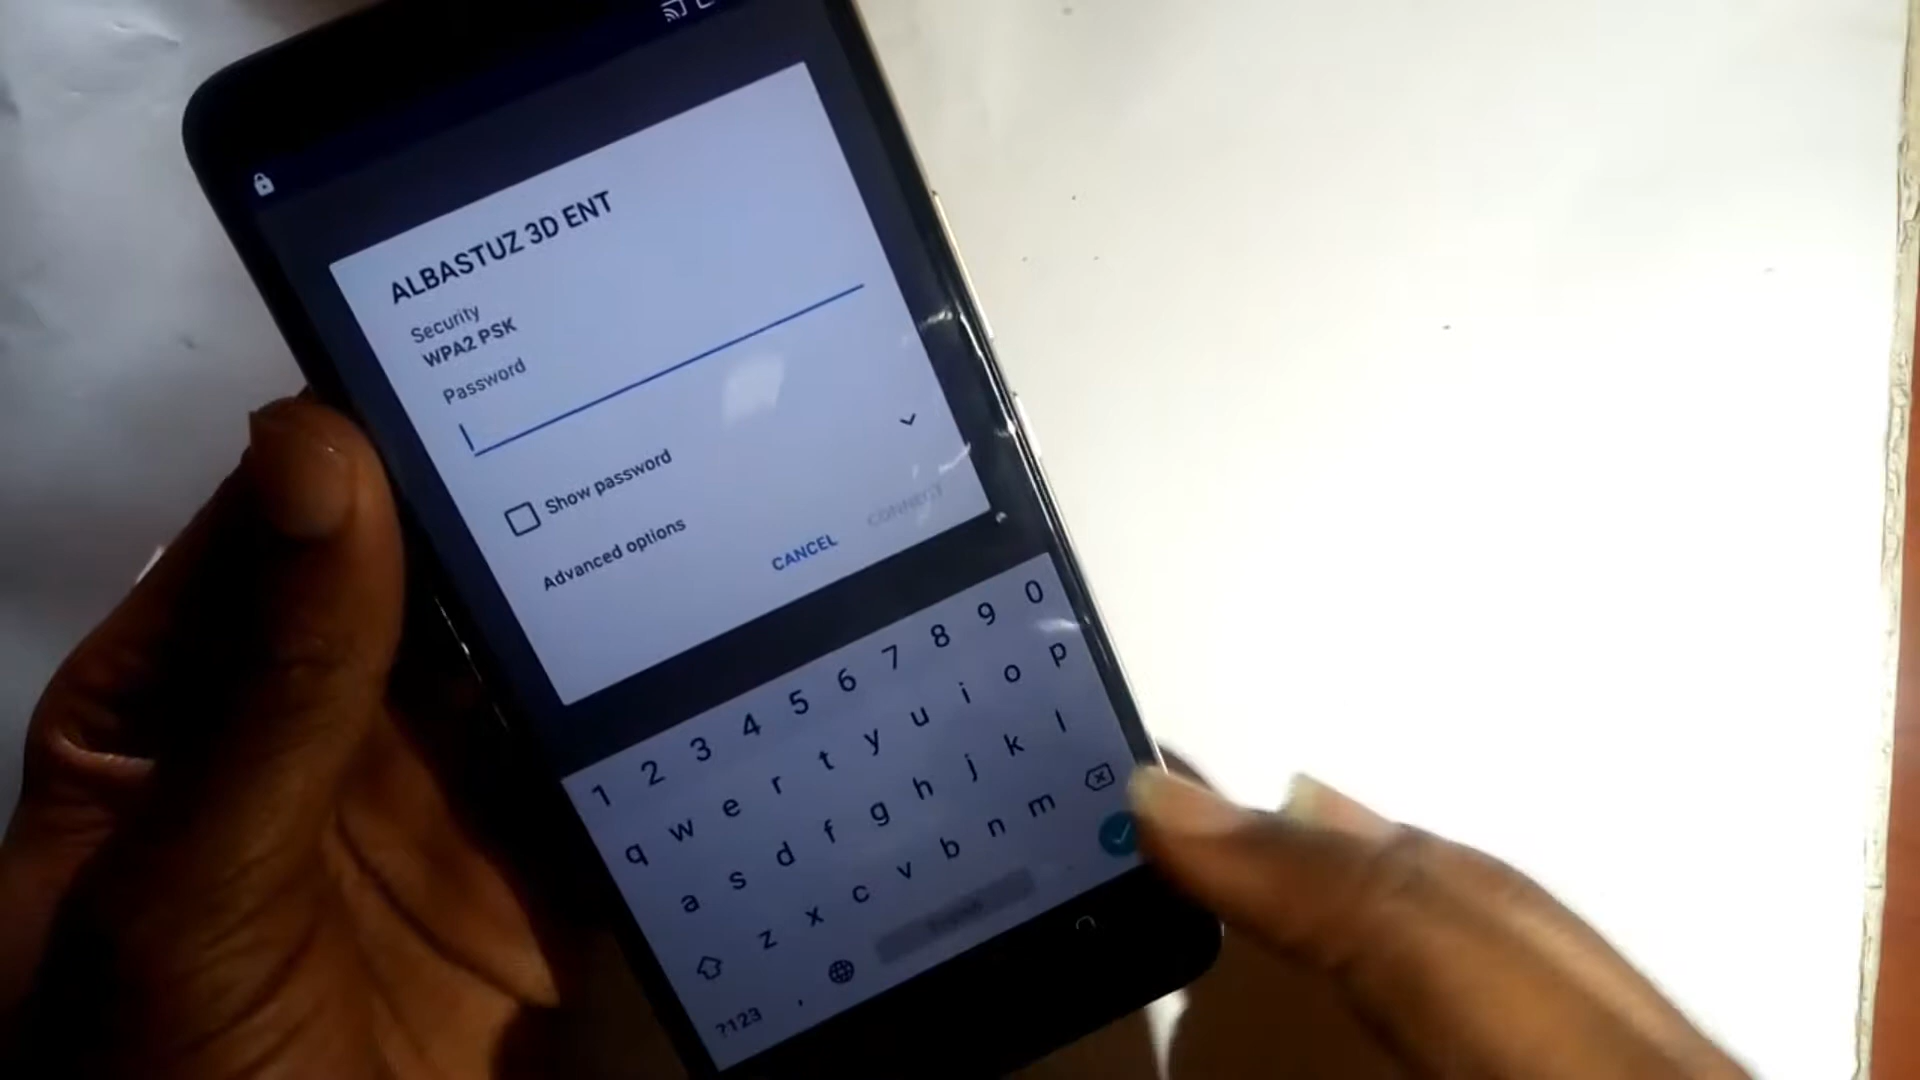 ALBASTUZ 3D ENT
Security
WPA2 PSK
Password
Show password
Advanced options
CANCEL
CONNECT
1 2 3 4 5 6 7 8 9 0
q w e r t y u i o p
a s d f g h j k l
z x c v b n m
?123 ,